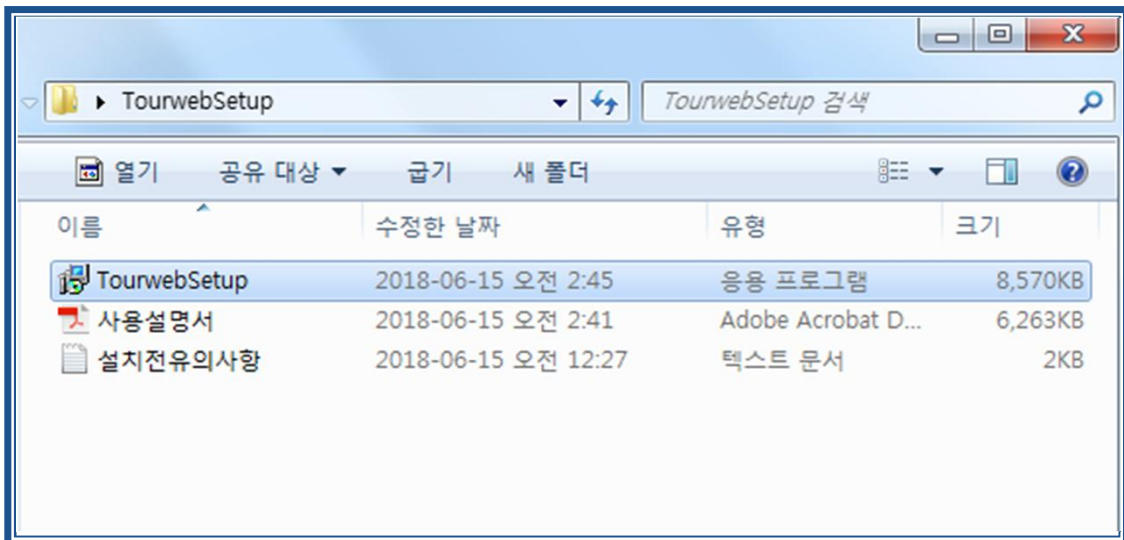 TourwebSetup
TourwebSetup 검색
열기 공유 대상 굽기 새 폴더
이름 수정한 날짜 유형 크기
TourwebSetup 2018-06-15 오전 2:45 응용 프로그램 8,570KB
사용설명서 2018-06-15 오전 2:41 Adobe Acrobat D... 6,263KB
설치전유의사항 2018-06-15 오전 12:27 텍스트 문서 2KB